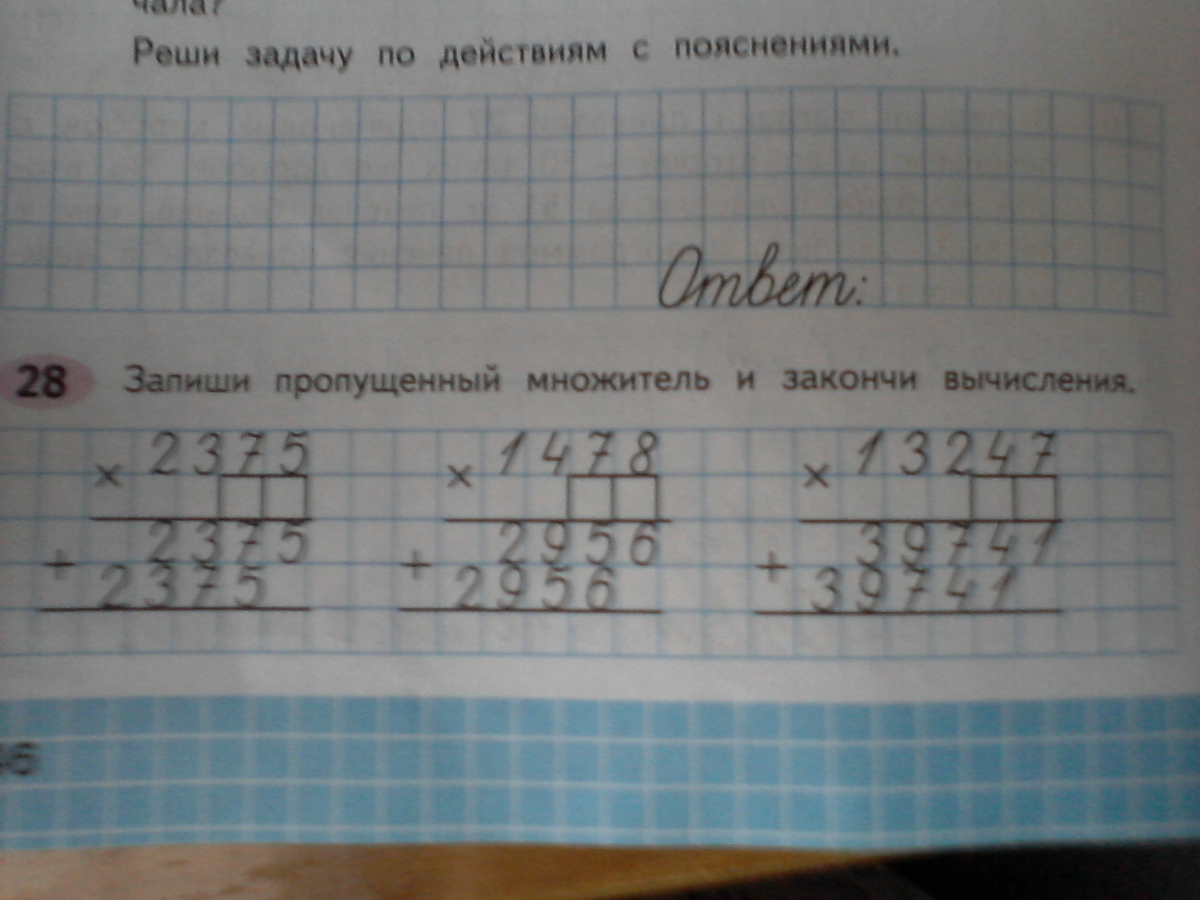 чала?
Реши задачу по действиям с пояснениями.
Ответ:
28 Запиши пропущенный множитель и закончи вычисления.
× 2375 × 1478 × 13247
2375 2956 39741
+ + +
2375 2956 39741